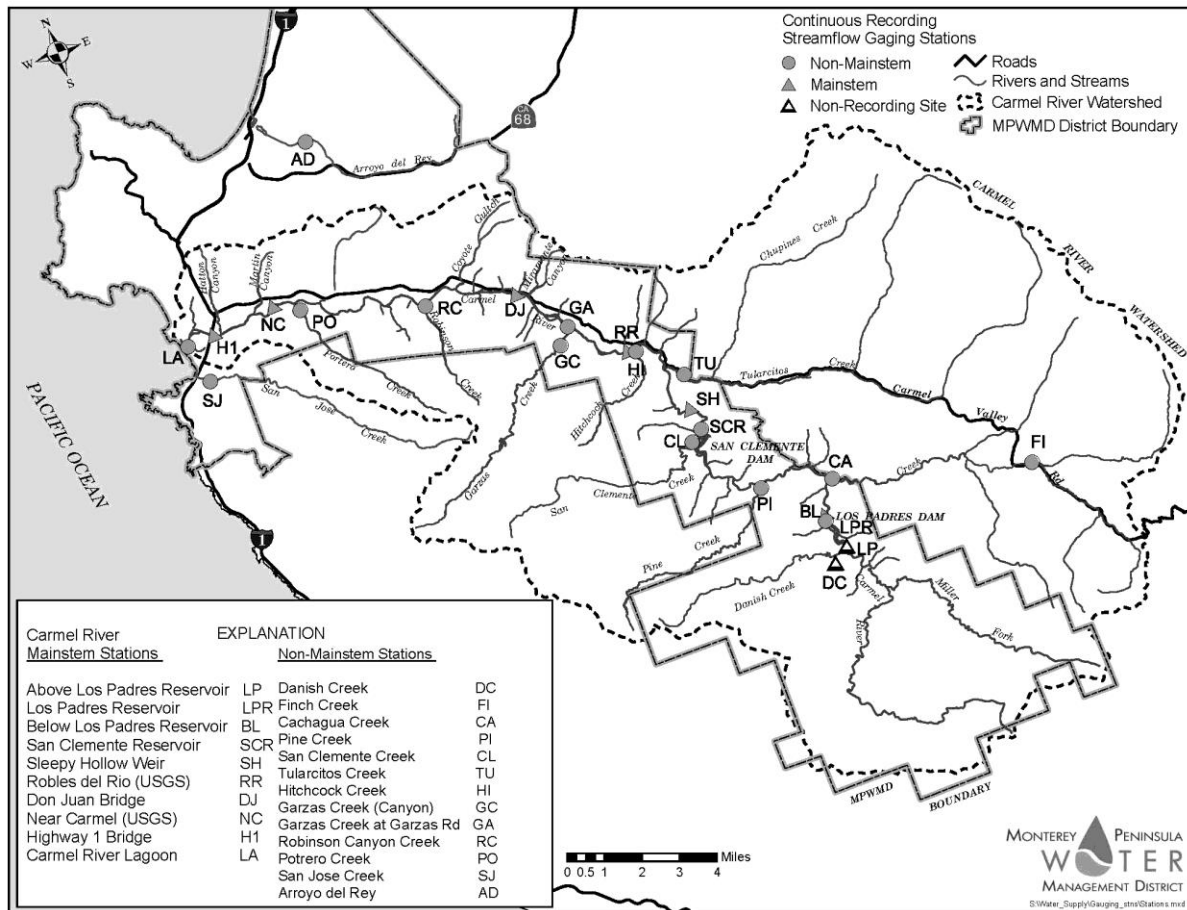 N
E
W
S
1
CA
68
Continuous Recording
Streamflow Gaging Stations
Non-Mainstem
Mainstem
Non-Recording Site
Roads
Rivers and Streams
Carmel River Watershed
MPWMD District Boundary
AD
Arroyo del Rey
CARMEL
RIVER
WATERSHED
Hatton
Canyon
Martin
Canyon
Coyote Gulch
Miramonte
Canyon
Chupines Creek
LA
H1
NC
PO
RC
Carmel
River
DJ
GA
GC
RR
HI
TU
Tularcitos Creek
Carmel
Valley
Rd
FI
SJ
San
Jose
Creek
Portero
Creek
Robinson
Creek
Garzas
Creek
Hitchcock
Creek
SH
SCR
CL
SAN CLEMENTE
DAM
San
Clemente
Creek
PI
Pine
Creek
CA
Creek
BL
LOS PADRES DAM
LPR
LP
DC
Danish Creek
Carmel
River
Miller
Fork
PACIFIC OCEAN
1
MPWMD
BOUNDARY
EXPLANATION
Carmel River
Mainstem Stations
Above Los Padres Reservoir LP
Los Padres Reservoir LPR
Below Los Padres Reservoir BL
San Clemente Reservoir SCR
Sleepy Hollow Weir SH
Robles del Rio (USGS) RR
Don Juan Bridge DJ
Near Carmel (USGS) NC
Highway 1 Bridge H1
Carmel River Lagoon LA
Non-Mainstem Stations
Danish Creek DC
Finch Creek FI
Cachagua Creek CA
Pine Creek PI
San Clemente Creek CL
Tularcitos Creek TU
Hitchcock Creek HI
Garzas Creek (Canyon) GC
Garzas Creek at Garzas Rd GA
Robinson Canyon Creek RC
Potrero Creek PO
San Jose Creek SJ
Arroyo del Rey AD
0 0.5 1 2 3 4 Miles
MONTEREY PENINSULA
WATER
MANAGEMENT DISTRICT
S:\Water_Supply\Gauging_stns\Stations.mxd